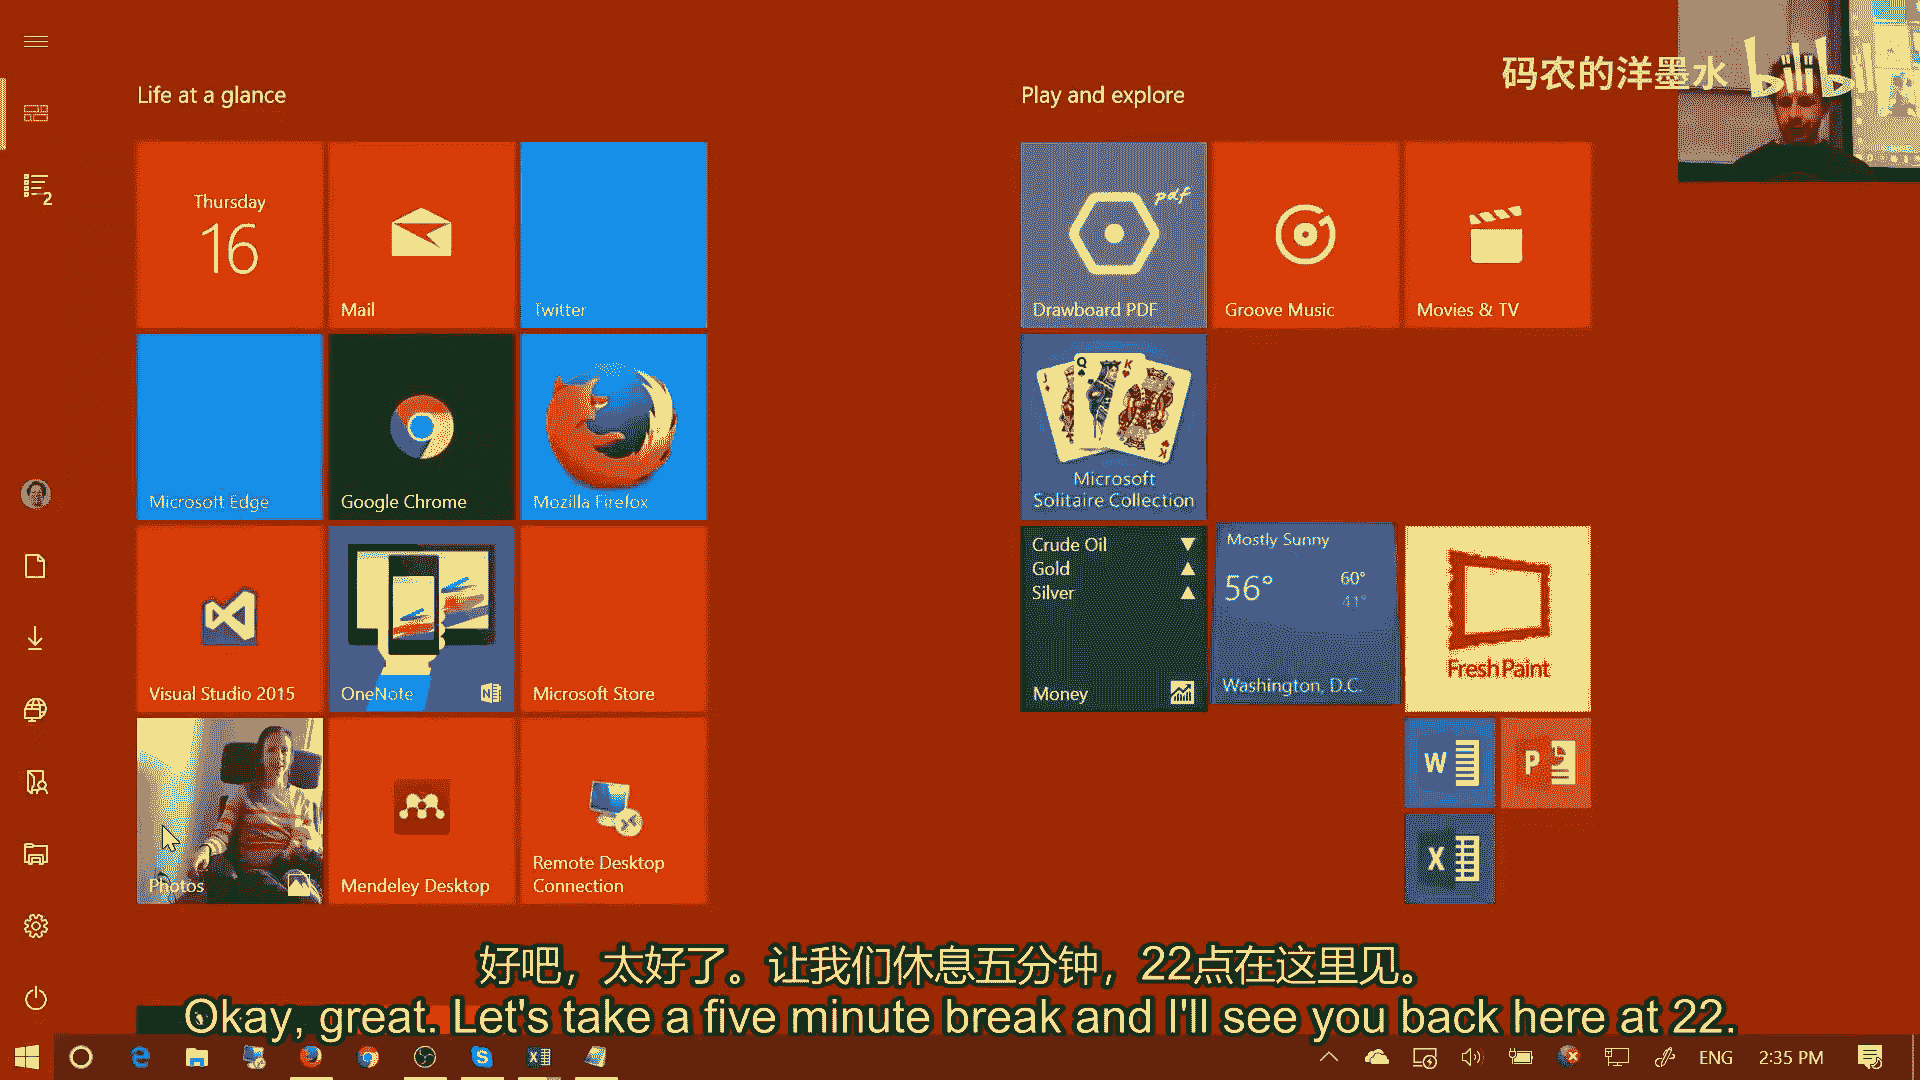 码农的洋墨水 bilibili
Life at a glance
Play and explore
2
Thursday
16
Mail
Twitter
pdf
Drawboard PDF
Groove Music
Movies & TV
Microsoft Edge
Google Chrome
Mozilla Firefox
J
Q
K
K
Microsoft
Solitaire Collection
Visual Studio 2015
OneNote
N
Microsoft Store
Crude Oil
Gold
Silver
Money
Mostly Sunny
56°
60°
41°
Washington, D.C.
FreshPaint
Photos
Mendeley Desktop
Remote Desktop
Connection
W
P
X
好吧，太好了。让我们休息五分钟，22点在这里见。
Okay, great. Let's take a five minute break and I'll see you back here at 22.
ENG
2:35 PM